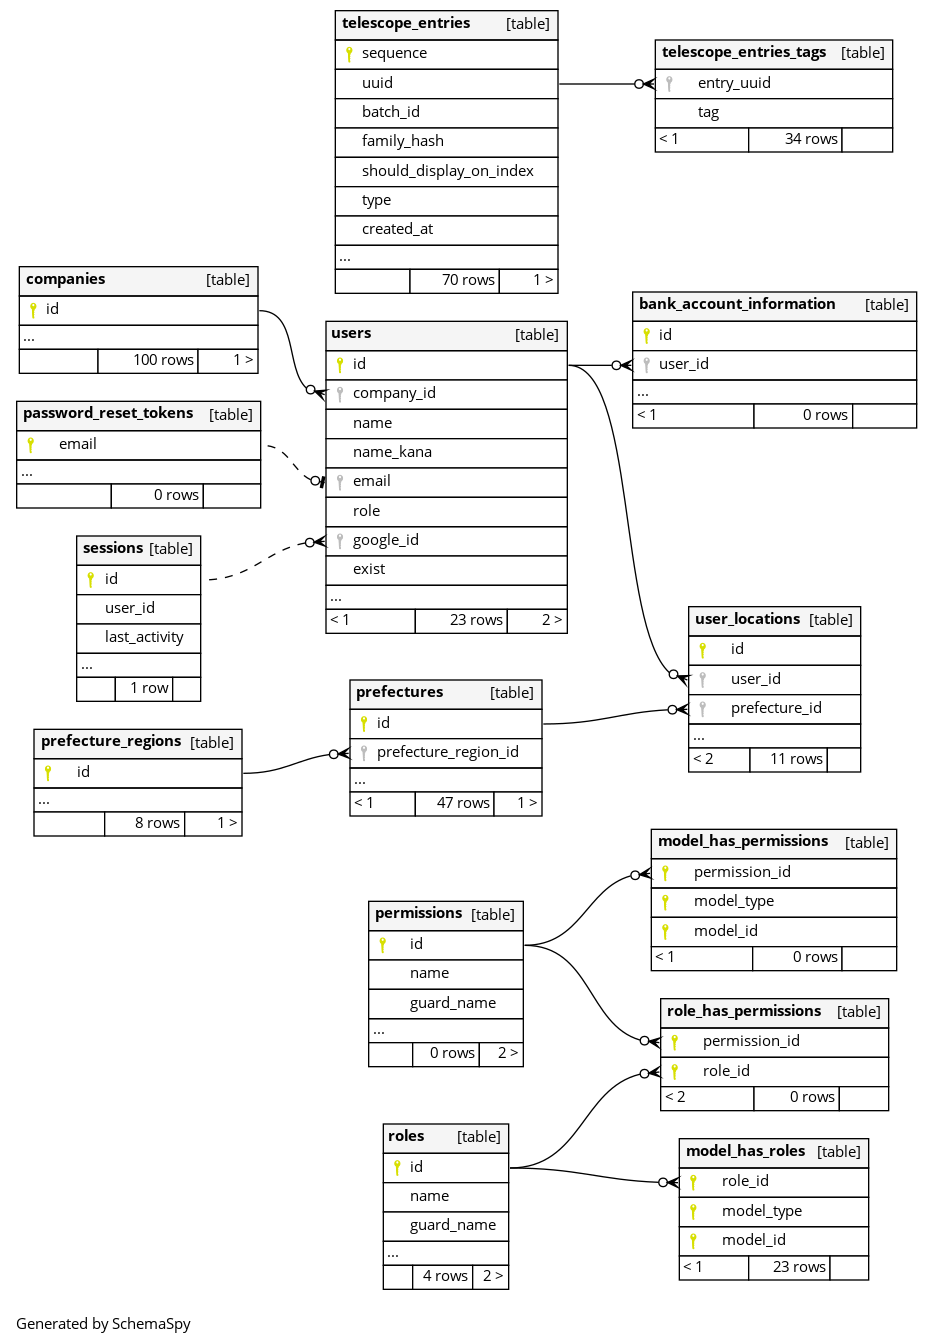 telescope_entries [table]
sequence
uuid
batch_id
family_hash
should_display_on_index
type
created_at
...
70 rows 1 >
telescope_entries_tags [table]
entry_uuid
tag
< 1 34 rows
companies [table]
id
...
100 rows 1 >
users [table]
id
company_id
name
name_kana
email
role
google_id
exist
...
< 1 23 rows 2 >
bank_account_information [table]
id
user_id
...
< 1 0 rows
password_reset_tokens [table]
email
...
0 rows
sessions [table]
id
user_id
last_activity
...
1 row
user_locations [table]
id
user_id
prefecture_id
...
< 2 11 rows
prefectures [table]
id
prefecture_region_id
...
< 1 47 rows 1 >
prefecture_regions [table]
id
...
8 rows 1 >
model_has_permissions [table]
permission_id
model_type
model_id
< 1 0 rows
permissions [table]
id
name
guard_name
...
0 rows 2 >
role_has_permissions [table]
permission_id
role_id
< 2 0 rows
roles [table]
id
name
guard_name
...
4 rows 2 >
model_has_roles [table]
role_id
model_type
model_id
< 1 23 rows
Generated by SchemaSpy